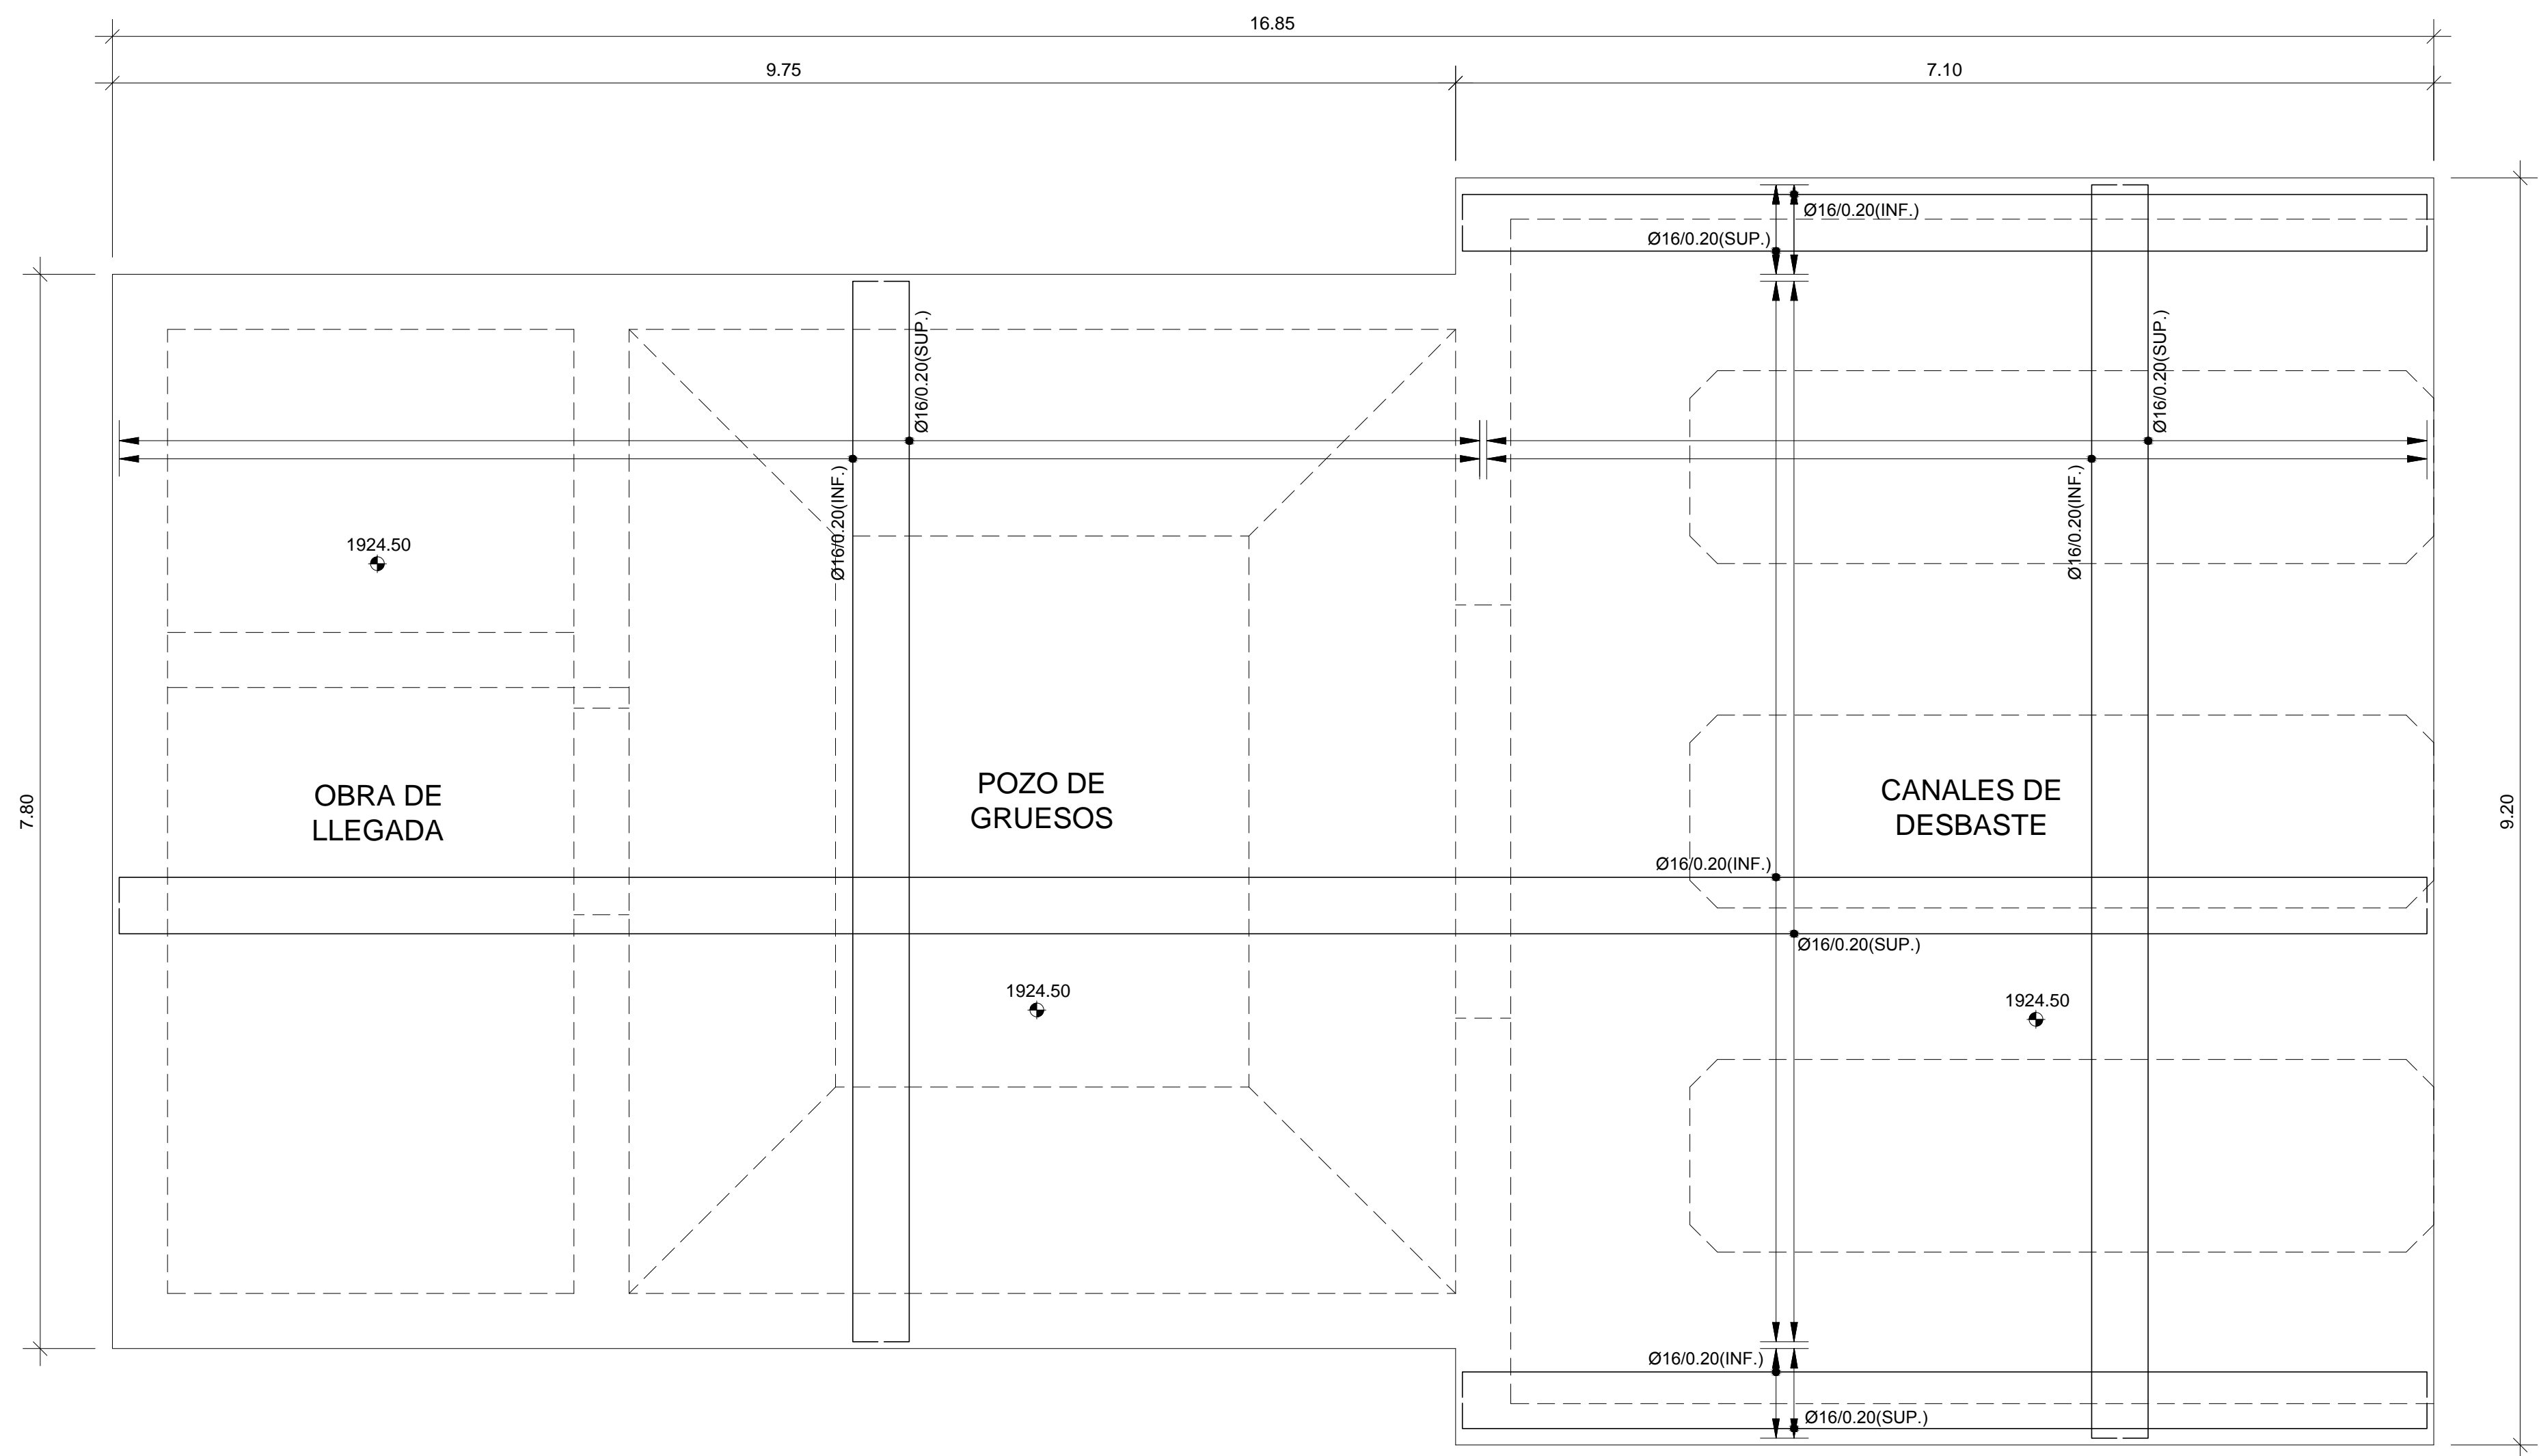 16.85
9.75
7.10
Ø16/0.20(INF.)
Ø16/0.20(SUP.)
Ø16/0.20(SUP.)
Ø16/0.20(SUP.)
Ø16/0.20(INF.)
Ø16/0.20(INF.)
1924.50
7.80
OBRA DE
LLEGADA
POZO DE
GRUESOS
CANALES DE
DESBASTE
9.20
Ø16/0.20(INF.)
Ø16/0.20(SUP.)
1924.50
1924.50
Ø16/0.20(INF.)
Ø16/0.20(SUP.)